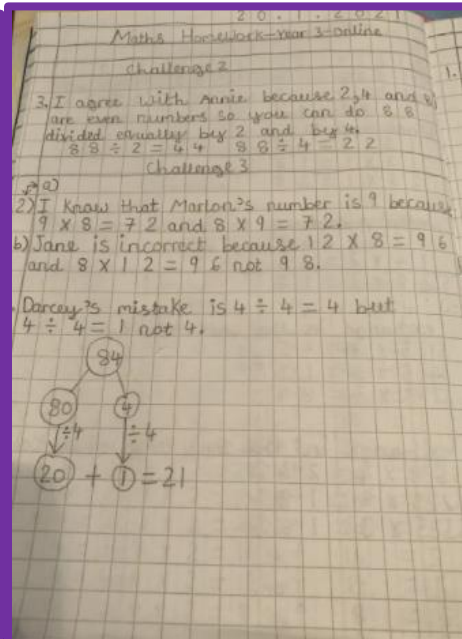 20.1.2021
Maths Homework-Year 3-online
Challenge 2
3. I agree with Annie because 2,4 and 8
are even numbers so you can do 88
divided equally by 2 and by 4.
88÷2=44 88÷4=22
Challenge 3
a)
2) I know that Marlon's number is 9 because
9 x 8 = 72 and 8 x 9 = 72.
b) Jane is incorrect because 12 x 8 = 96
and 8 x 12 = 96 not 98.
Darcey's mistake is 4 ÷ 4 = 4 but
4 ÷ 4 = 1 not 4.
84
80 4
÷4 ÷4
20 + 1 = 21
1.